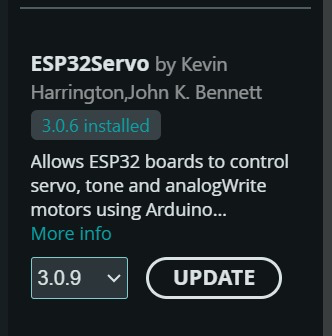 ESP32Servo by Kevin
Harrington,John K. Bennett
3.0.6 installed
Allows ESP32 boards to control
servo, tone and analogWrite
motors using Arduino...
More info
3.0.9
UPDATE